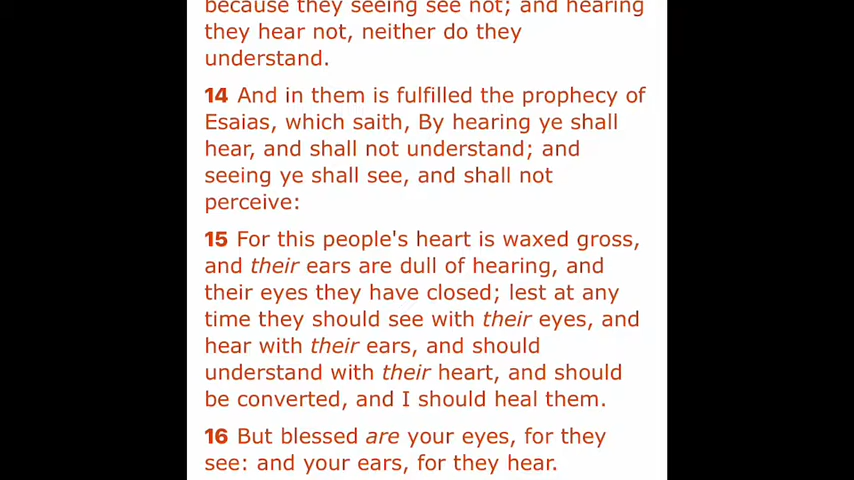 because they seeing see not; and hearing
they hear not, neither do they
understand.
14 And in them is fulfilled the prophecy of
Esaias, which saith, By hearing ye shall
hear, and shall not understand; and
seeing ye shall see, and shall not
perceive:
15 For this people's heart is waxed gross,
and their ears are dull of hearing, and
their eyes they have closed; lest at any
time they should see with their eyes, and
hear with their ears, and should
understand with their heart, and should
be converted, and I should heal them.
16 But blessed are your eyes, for they
see: and your ears, for they hear.